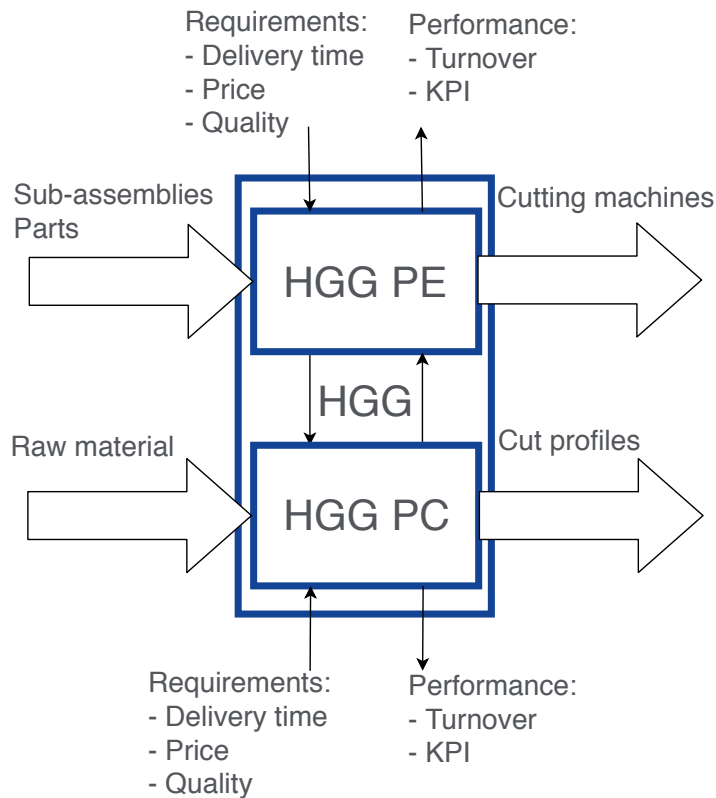 Requirements:
- Delivery time
- Price
- Quality
Performance:
- Turnover
- KPI
Sub-assemblies
Parts
Cutting machines
HGG PE
HGG
Raw material
Cut profiles
HGG PC
Requirements:
- Delivery time
- Price
- Quality
Performance:
- Turnover
- KPI